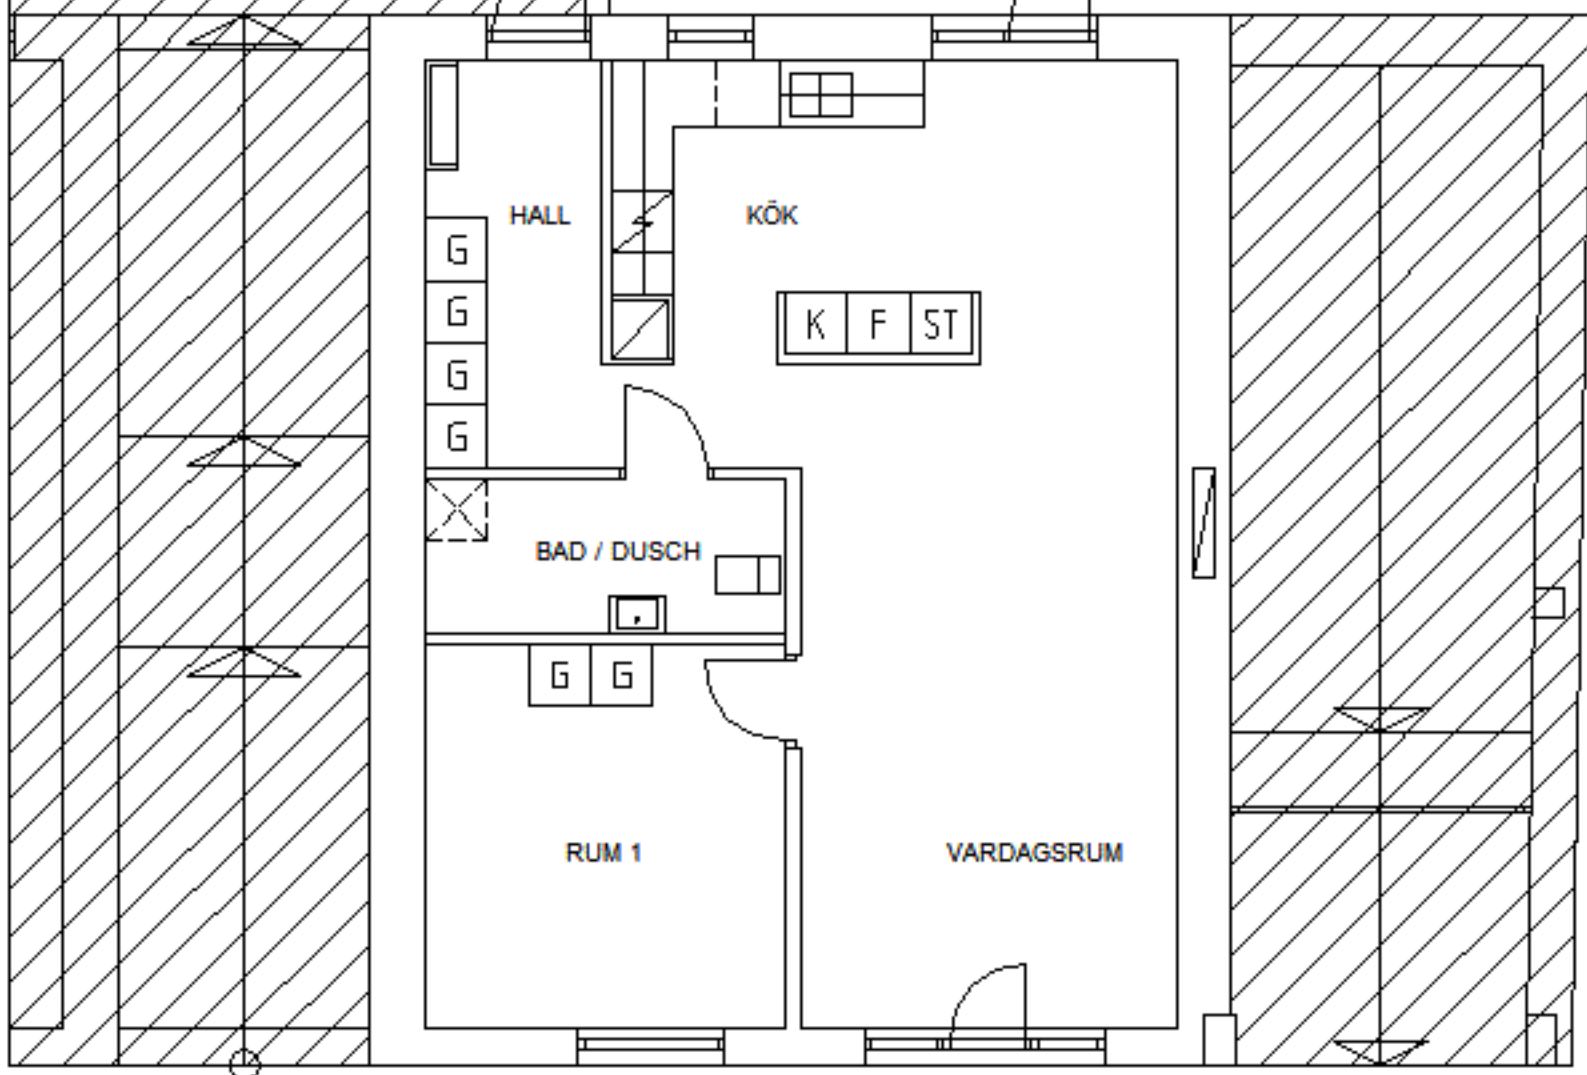 HALL
KÖK
G
G
G
G
K F ST
BAD / DUSCH
G G
RUM 1
VARDAGSRUM